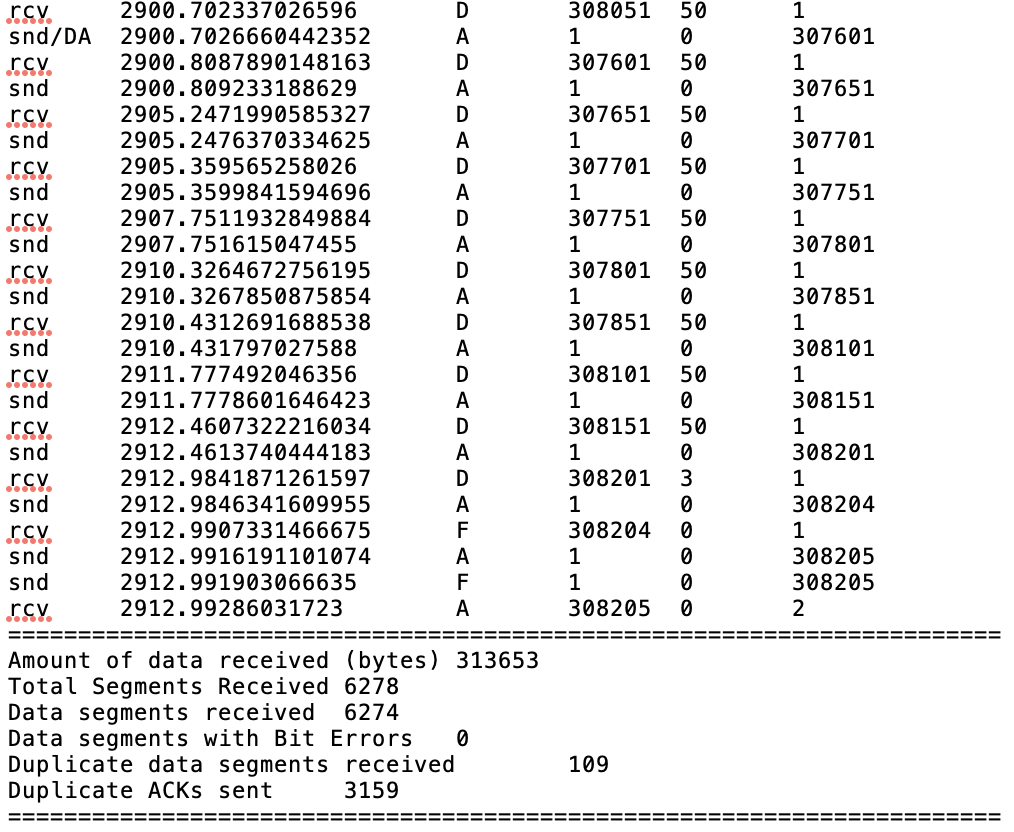 rcv 2900.702337026596 D 308051 50 1
snd/DA 2900.7026660442352 A 1 0 307601
rcv 2900.8087890148163 D 307601 50 1
snd 2900.809233188629 A 1 0 307651
rcv 2905.2471990585327 D 307651 50 1
snd 2905.2476370334625 A 1 0 307701
rcv 2905.359565258026 D 307701 50 1
snd 2905.3599841594696 A 1 0 307751
rcv 2907.7511932849884 D 307751 50 1
snd 2907.751615047455 A 1 0 307801
rcv 2910.3264672756195 D 307801 50 1
snd 2910.3267850875854 A 1 0 307851
rcv 2910.4312691688538 D 307851 50 1
snd 2910.431797027588 A 1 0 308101
rcv 2911.777492046356 D 308101 50 1
snd 2911.7778601646423 A 1 0 308151
rcv 2912.4607322216034 D 308151 50 1
snd 2912.4613740444183 A 1 0 308201
rcv 2912.9841871261597 D 308201 3 1
snd 2912.9846341609955 A 1 0 308204
rcv 2912.9907331466675 F 308204 0 1
snd 2912.9916191101074 A 1 0 308205
snd 2912.991903066635 F 1 0 308205
rcv 2912.99286031723 A 308205 0 2
=======================================================================
Amount of data received (bytes) 313653
Total Segments Received 6278
Data segments received 6274
Data segments with Bit Errors 0
Duplicate data segments received 109
Duplicate ACKs sent 3159
=======================================================================